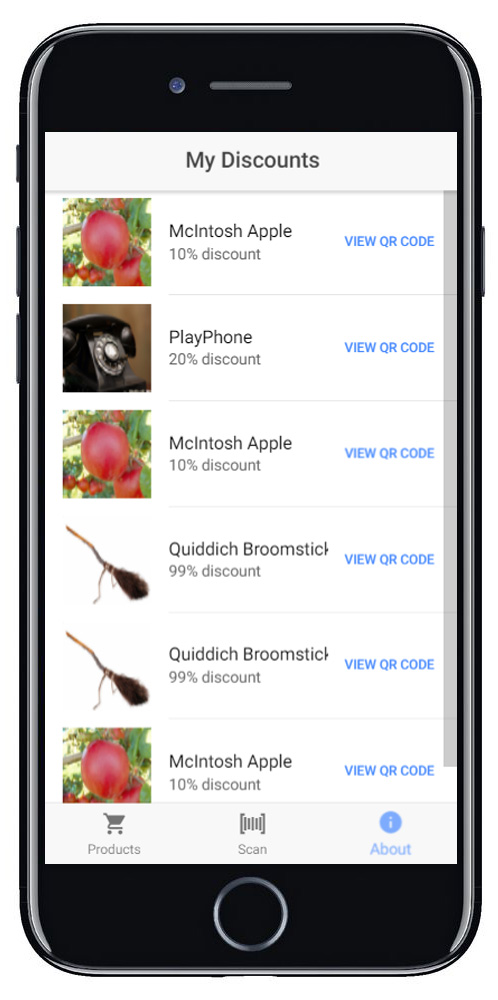 My Discounts
McIntosh Apple
10% discount
VIEW QR CODE
PlayPhone
20% discount
VIEW QR CODE
McIntosh Apple
10% discount
VIEW QR CODE
Quiddich Broomstick
99% discount
VIEW QR CODE
Quiddich Broomstick
99% discount
VIEW QR CODE
McIntosh Apple
10% discount
VIEW QR CODE
Products
Scan
About